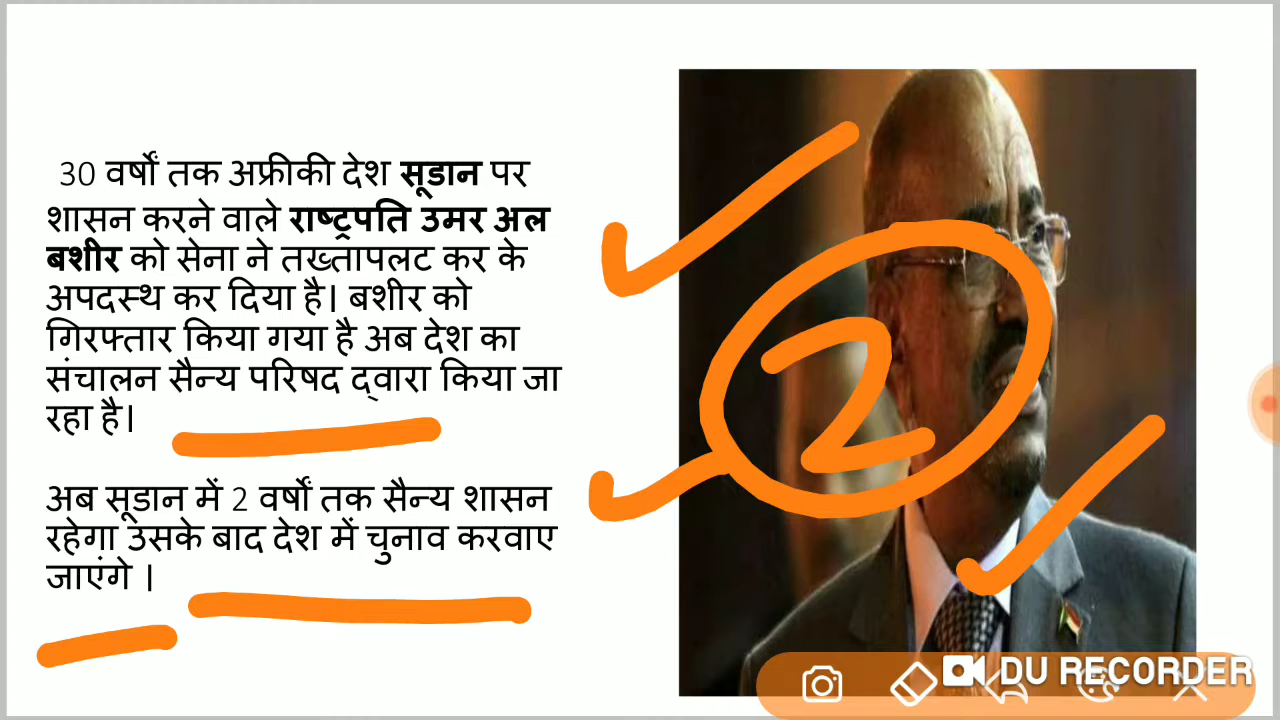 30 वर्षों तक अफ्रीकी देश सूडान पर
शासन करने वाले राष्ट्रपति उमर अल
बशीर को सेना ने तख्तापलट कर के
अपदस्थ कर दिया है। बशीर को
गिरफ्तार किया गया है अब देश का
संचालन सैन्य परिषद द्वारा किया जा
रहा है।
अब सूडान में 2 वर्षों तक सैन्य शासन
रहेगा उसके बाद देश में चुनाव करवाए
जाएंगे ।
2
DU RECORDER